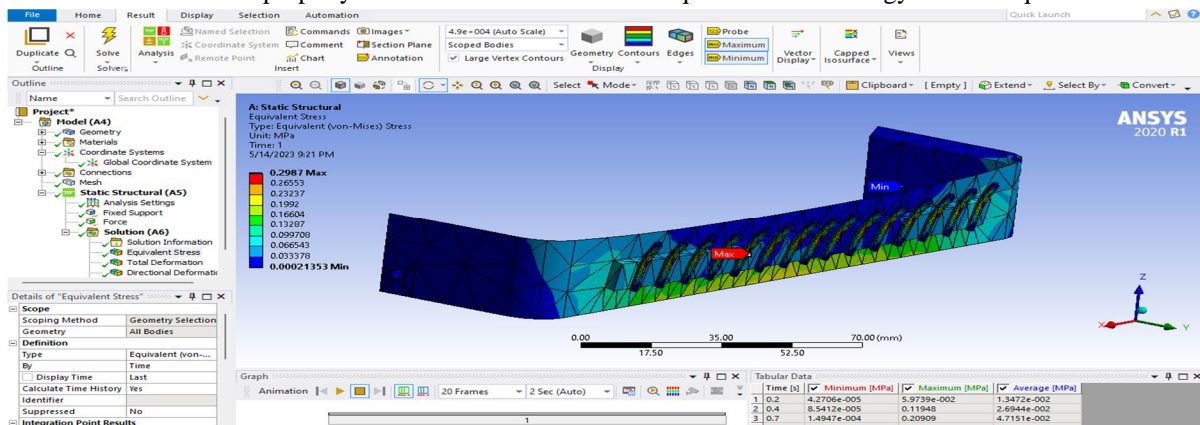 File Home Result Display Selection Automation Quick Launch
Duplicate Solve Analysis Named Selection Commands Images 4.9e+004 (Auto Scale) Probe
Coordinate System Comment Section Plane Scoped Bodies Geometry Contours Edges Maximum Vector Display Capped Isosurface Views
Remote Point Chart Annotation Large Vertex Contours Minimum
Outline Solver Insert Display
Outline Select Mode Clipboard [ Empty ] Extend Select By Convert
Name Search Outline
Project*
Model (A4)
Geometry
Materials
Coordinate Systems
Global Coordinate System
Connections
Mesh
Static Structural (A5)
Analysis Settings
Fixed Support
Force
Solution (A6)
Solution Information
Equivalent Stress
Total Deformation
Directional Deformatic
A: Static Structural
Equivalent Stress
Type: Equivalent (von-Mises) Stress
Unit: MPa
Time: 1
5/14/2023 9:21 PM
0.2987 Max
0.26553
0.23237
0.1992
0.16604
0.13287
0.099708
0.066543
0.033378
0.00021353 Min
Min
Max
ANSYS
2020 R1
0.00 35.00 70.00 (mm)
17.50 52.50
Z
X Y
Details of "Equivalent Stress"
Scope
Scoping Method Geometry Selection
Geometry All Bodies
Definition
Type Equivalent (von-...
By Time
Display Time Last
Calculate Time History Yes
Identifier
Suppressed No
Integration Point Results
Graph
Animation 20 Frames 2 Sec (Auto)
1
Tabular Data
Time [s] Minimum [MPa] Maximum [MPa] Average [MPa]
1 0.2 4.2706e-005 5.9739e-002 1.3472e-002
2 0.4 8.5412e-005 0.11948 2.6944e-002
3 0.7 1.4947e-004 0.20909 4.7151e-002